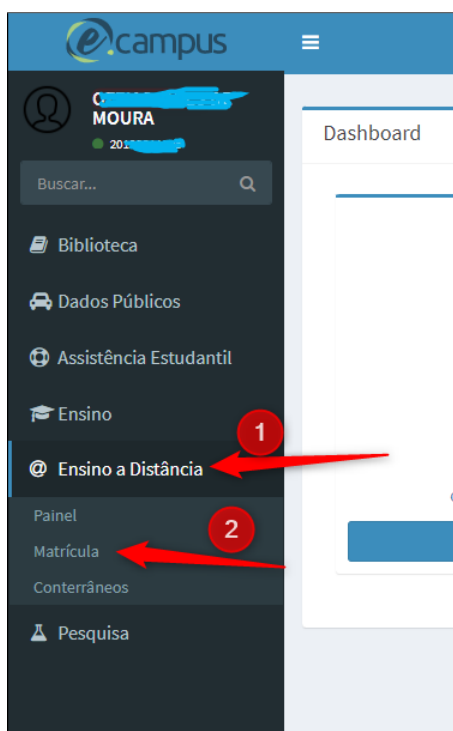 e.campus
MOURA
Dashboard
Buscar...
Biblioteca
Dados Públicos
Assistência Estudantil
Ensino
1
@ Ensino a Distância
Painel
2
Matrícula
Conterrâneos
Pesquisa